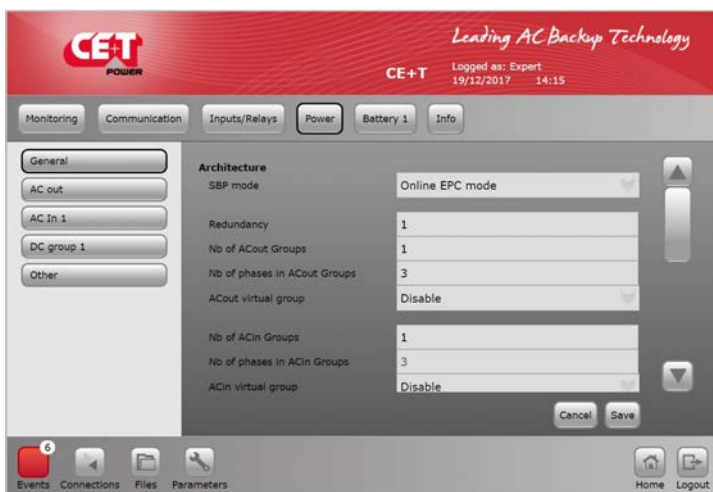 CE+T
POWER
Leading AC Backup Technology
CE+T
Logged as: Expert
19/12/2017 14:15
Monitoring
Communication
Inputs/Relays
Power
Battery 1
Info
General
AC out
AC In 1
DC group 1
Other
Architecture
SBP mode Online EPC mode
Redundancy 1
Nb of ACout Groups 1
Nb of phases in ACout Groups 3
ACout virtual group Disable
Nb of ACin Groups 1
Nb of phases in ACin Groups 3
ACin virtual group Disable
Cancel Save
6
Events Connections Files Parameters Home Logout